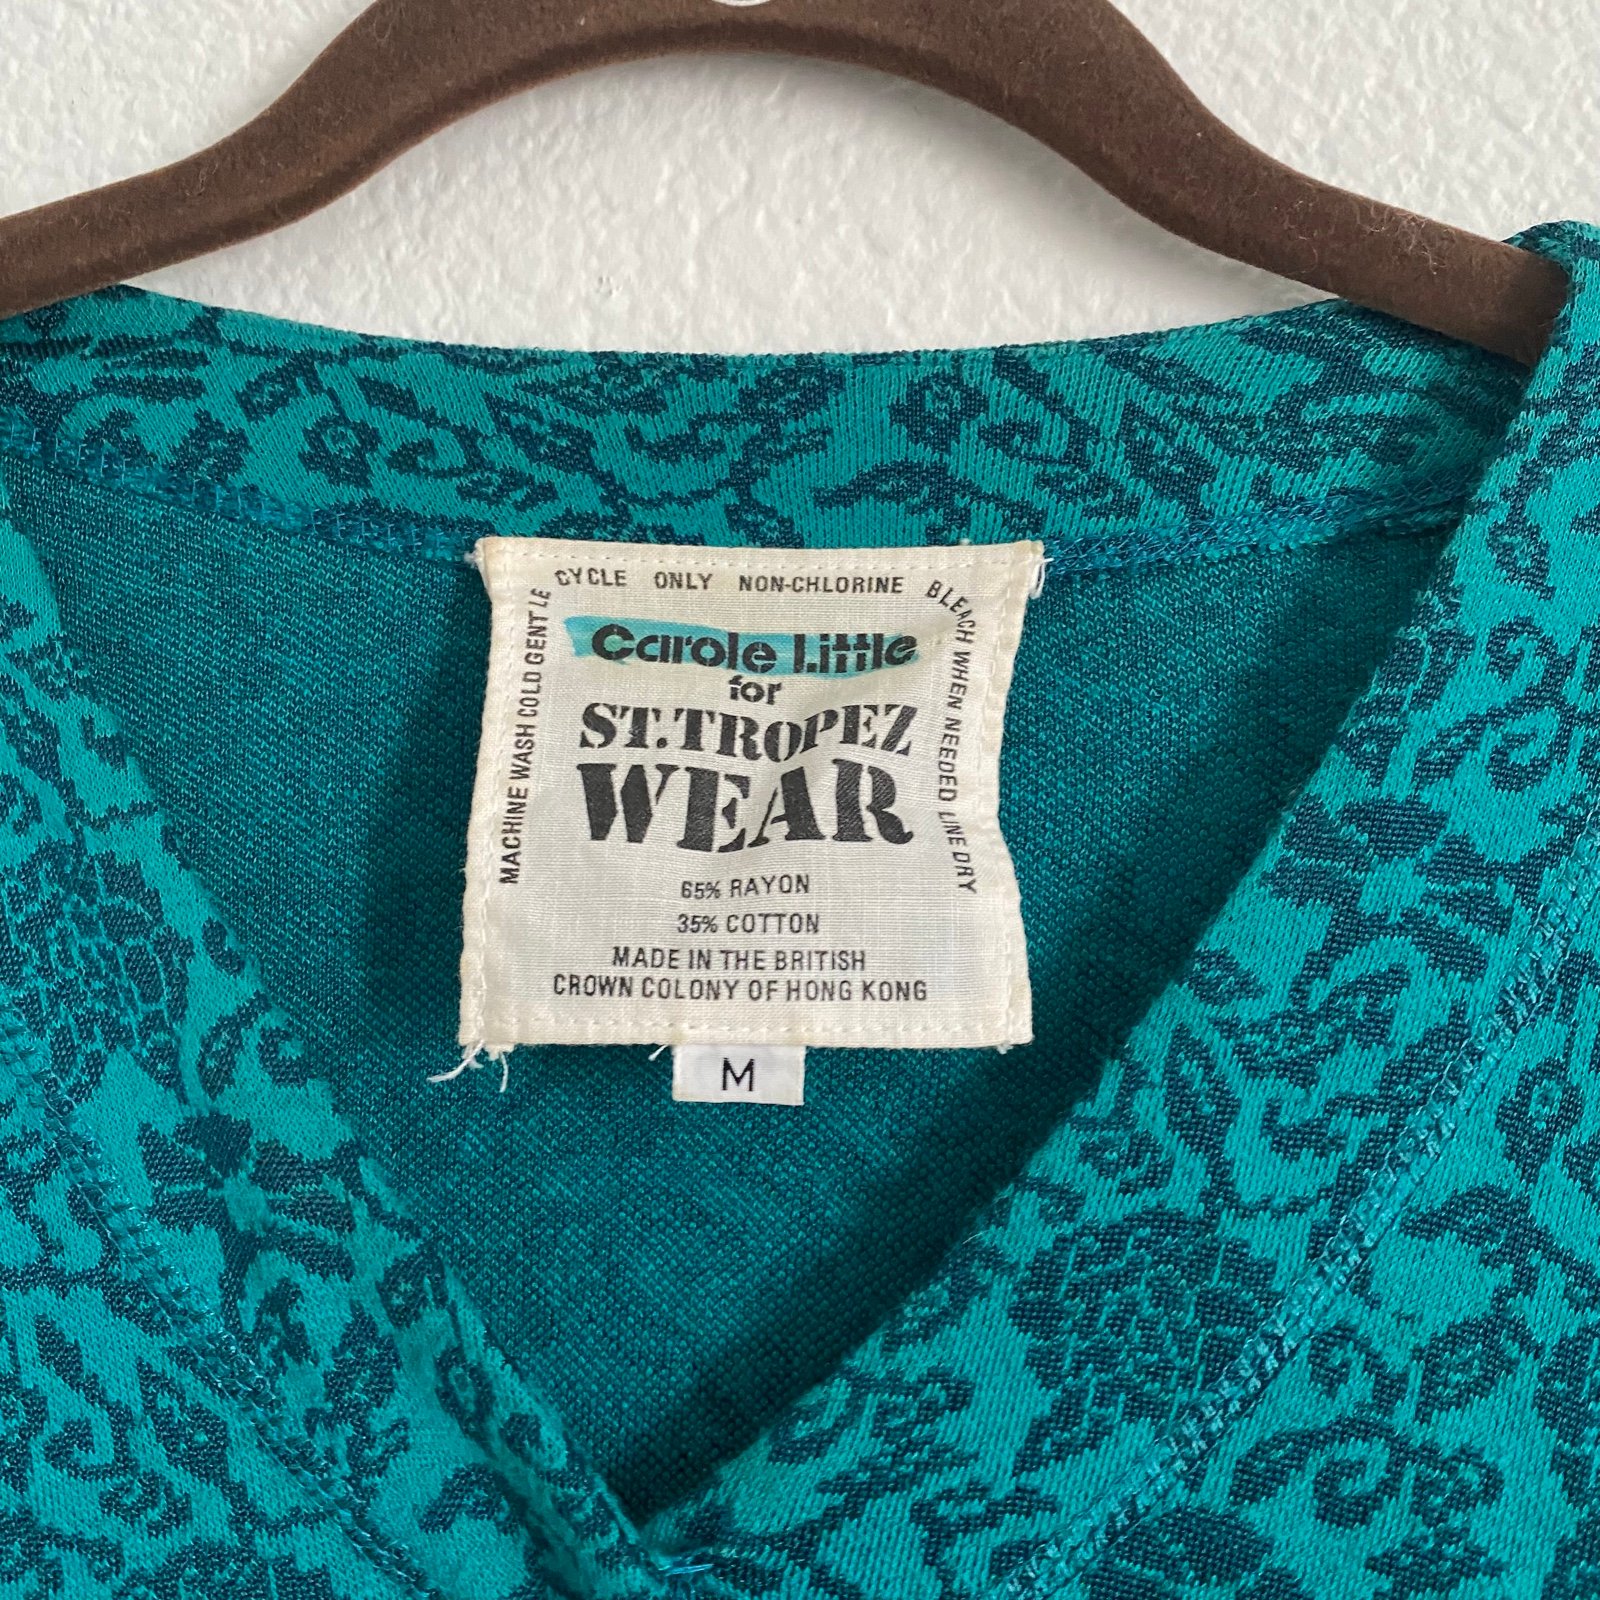 MACHINE WASH COLD GENTLE CYCLE ONLY NON-CHLORINE BLEACH WHEN NEEDED LINE DRY
Carole Little
for
ST. TROPEZ
WEAR
65% RAYON
35% COTTON
MADE IN THE BRITISH
CROWN COLONY OF HONG KONG
M